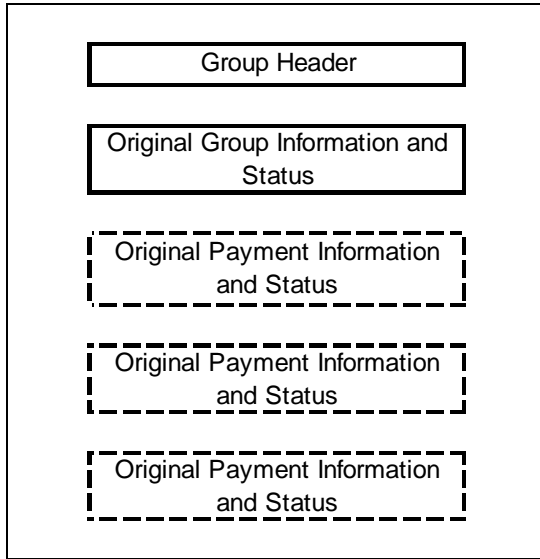 Group Header
Original Group Information and
Status
Original Payment Information
and Status
Original Payment Information
and Status
Original Payment Information
and Status